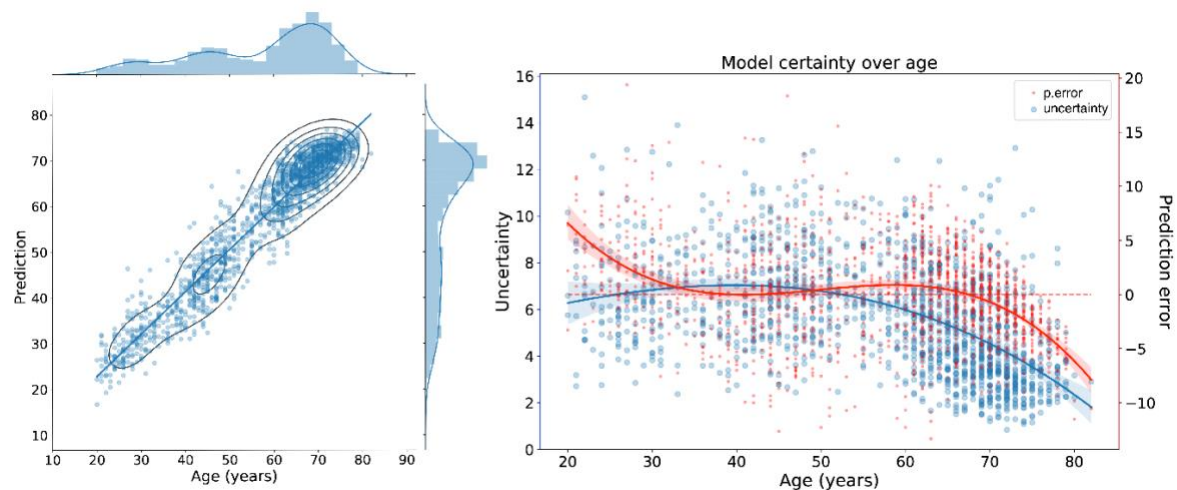 Prediction
80
70
60
50
40
30
20
10
10 20 30 40 50 60 70 80 90
Age (years)
Model certainty over age
p.error
uncertainty
Uncertainty
16
14
12
10
8
6
4
2
0
20 30 40 50 60 70 80
Age (years)
20
15
10
5
0
−5
−10
Prediction error